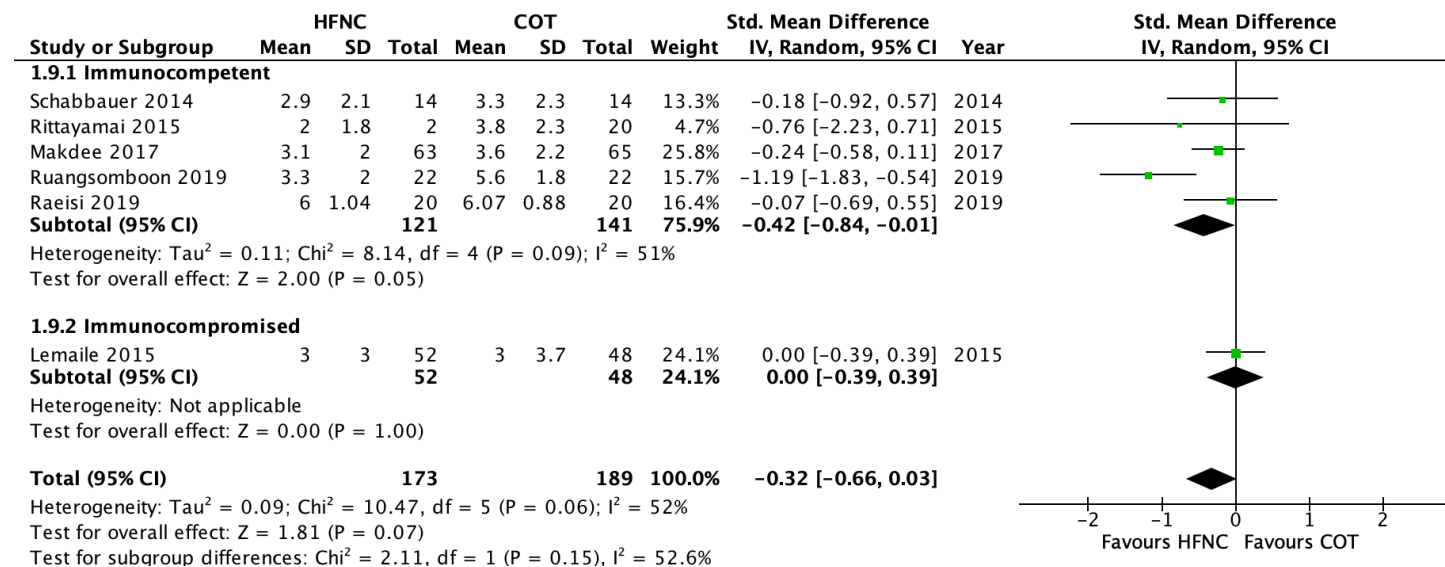 HFNC COT Std. Mean Difference Std. Mean Difference
Study or Subgroup Mean SD Total Mean SD Total Weight IV, Random, 95% CI Year IV, Random, 95% CI
1.9.1 Immunocompetent
Schabbauer 2014 2.9 2.1 14 3.3 2.3 14 13.3% −0.18 [−0.92, 0.57] 2014
Rittayamai 2015 2 1.8 2 3.8 2.3 20 4.7% −0.76 [−2.23, 0.71] 2015
Makdee 2017 3.1 2 63 3.6 2.2 65 25.8% −0.24 [−0.58, 0.11] 2017
Ruangsomboon 2019 3.3 2 22 5.6 1.8 22 15.7% −1.19 [−1.83, −0.54] 2019
Raeisi 2019 6 1.04 20 6.07 0.88 20 16.4% −0.07 [−0.69, 0.55] 2019
Subtotal (95% CI) 121 141 75.9% −0.42 [−0.84, −0.01]
Heterogeneity: Tau² = 0.11; Chi² = 8.14, df = 4 (P = 0.09); I² = 51%
Test for overall effect: Z = 2.00 (P = 0.05)
1.9.2 Immunocompromised
Lemaile 2015 3 3 52 3 3.7 48 24.1% 0.00 [−0.39, 0.39] 2015
Subtotal (95% CI) 52 48 24.1% 0.00 [−0.39, 0.39]
Heterogeneity: Not applicable
Test for overall effect: Z = 0.00 (P = 1.00)
Total (95% CI) 173 189 100.0% −0.32 [−0.66, 0.03]
Heterogeneity: Tau² = 0.09; Chi² = 10.47, df = 5 (P = 0.06); I² = 52%
Test for overall effect: Z = 1.81 (P = 0.07)
Test for subgroup differences: Chi² = 2.11, df = 1 (P = 0.15), I² = 52.6%
−2 −1 0 1 2
Favours HFNC Favours COT